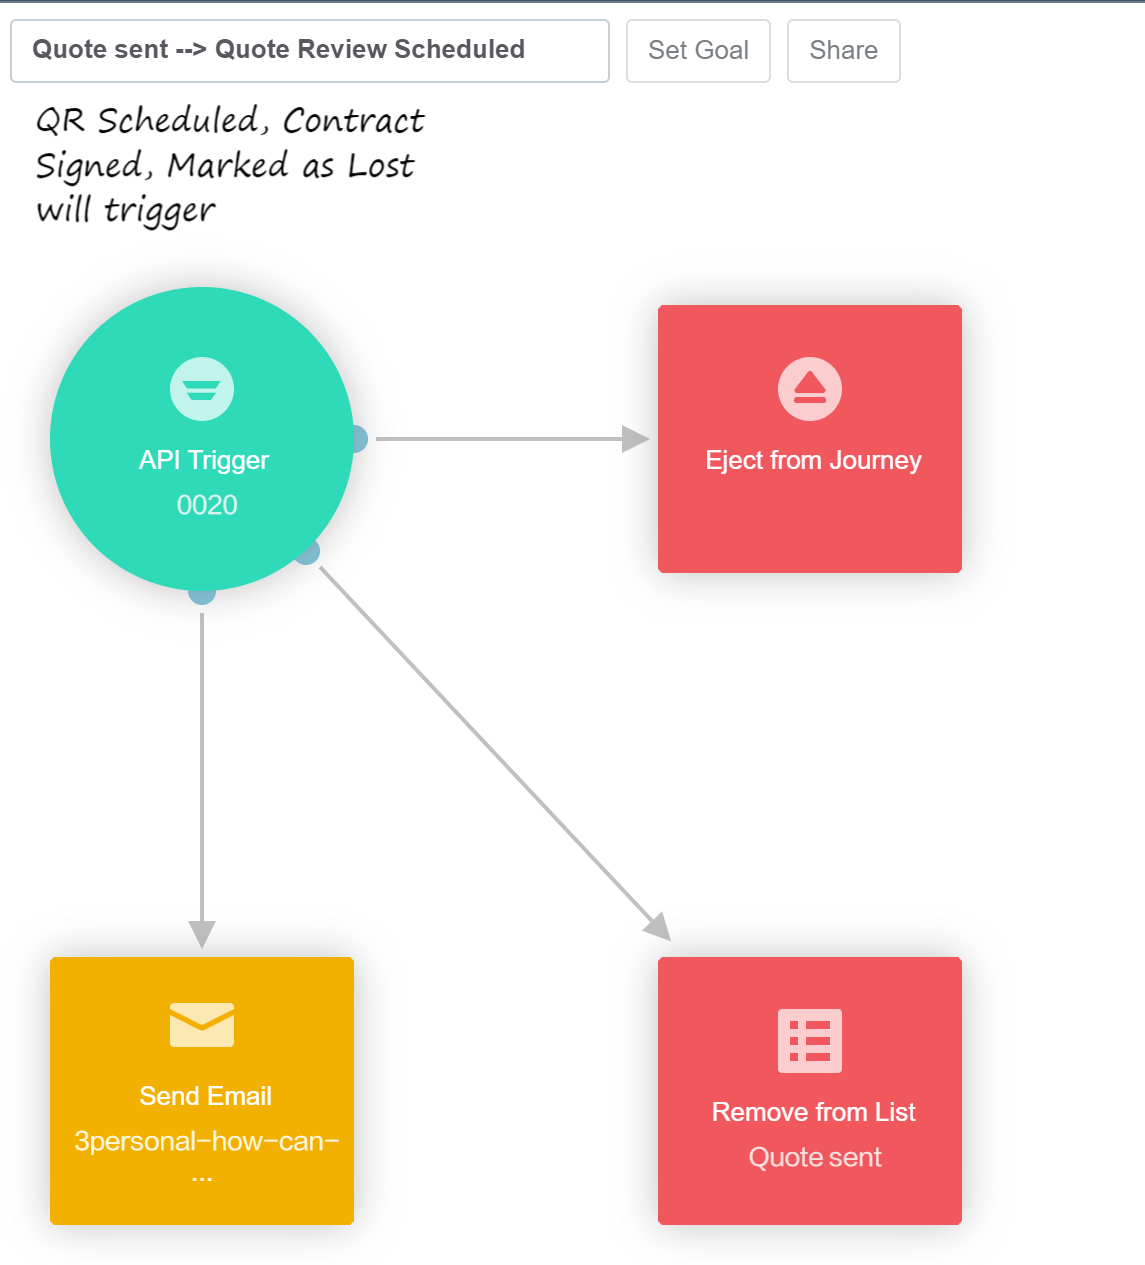 Quote sent --> Quote Review Scheduled
Set Goal
Share
QR Scheduled, Contract
Signed, Marked as Lost
will trigger
API Trigger
0020
Eject from Journey
Send Email
3personal-how-can-
...
Remove from List
Quote sent